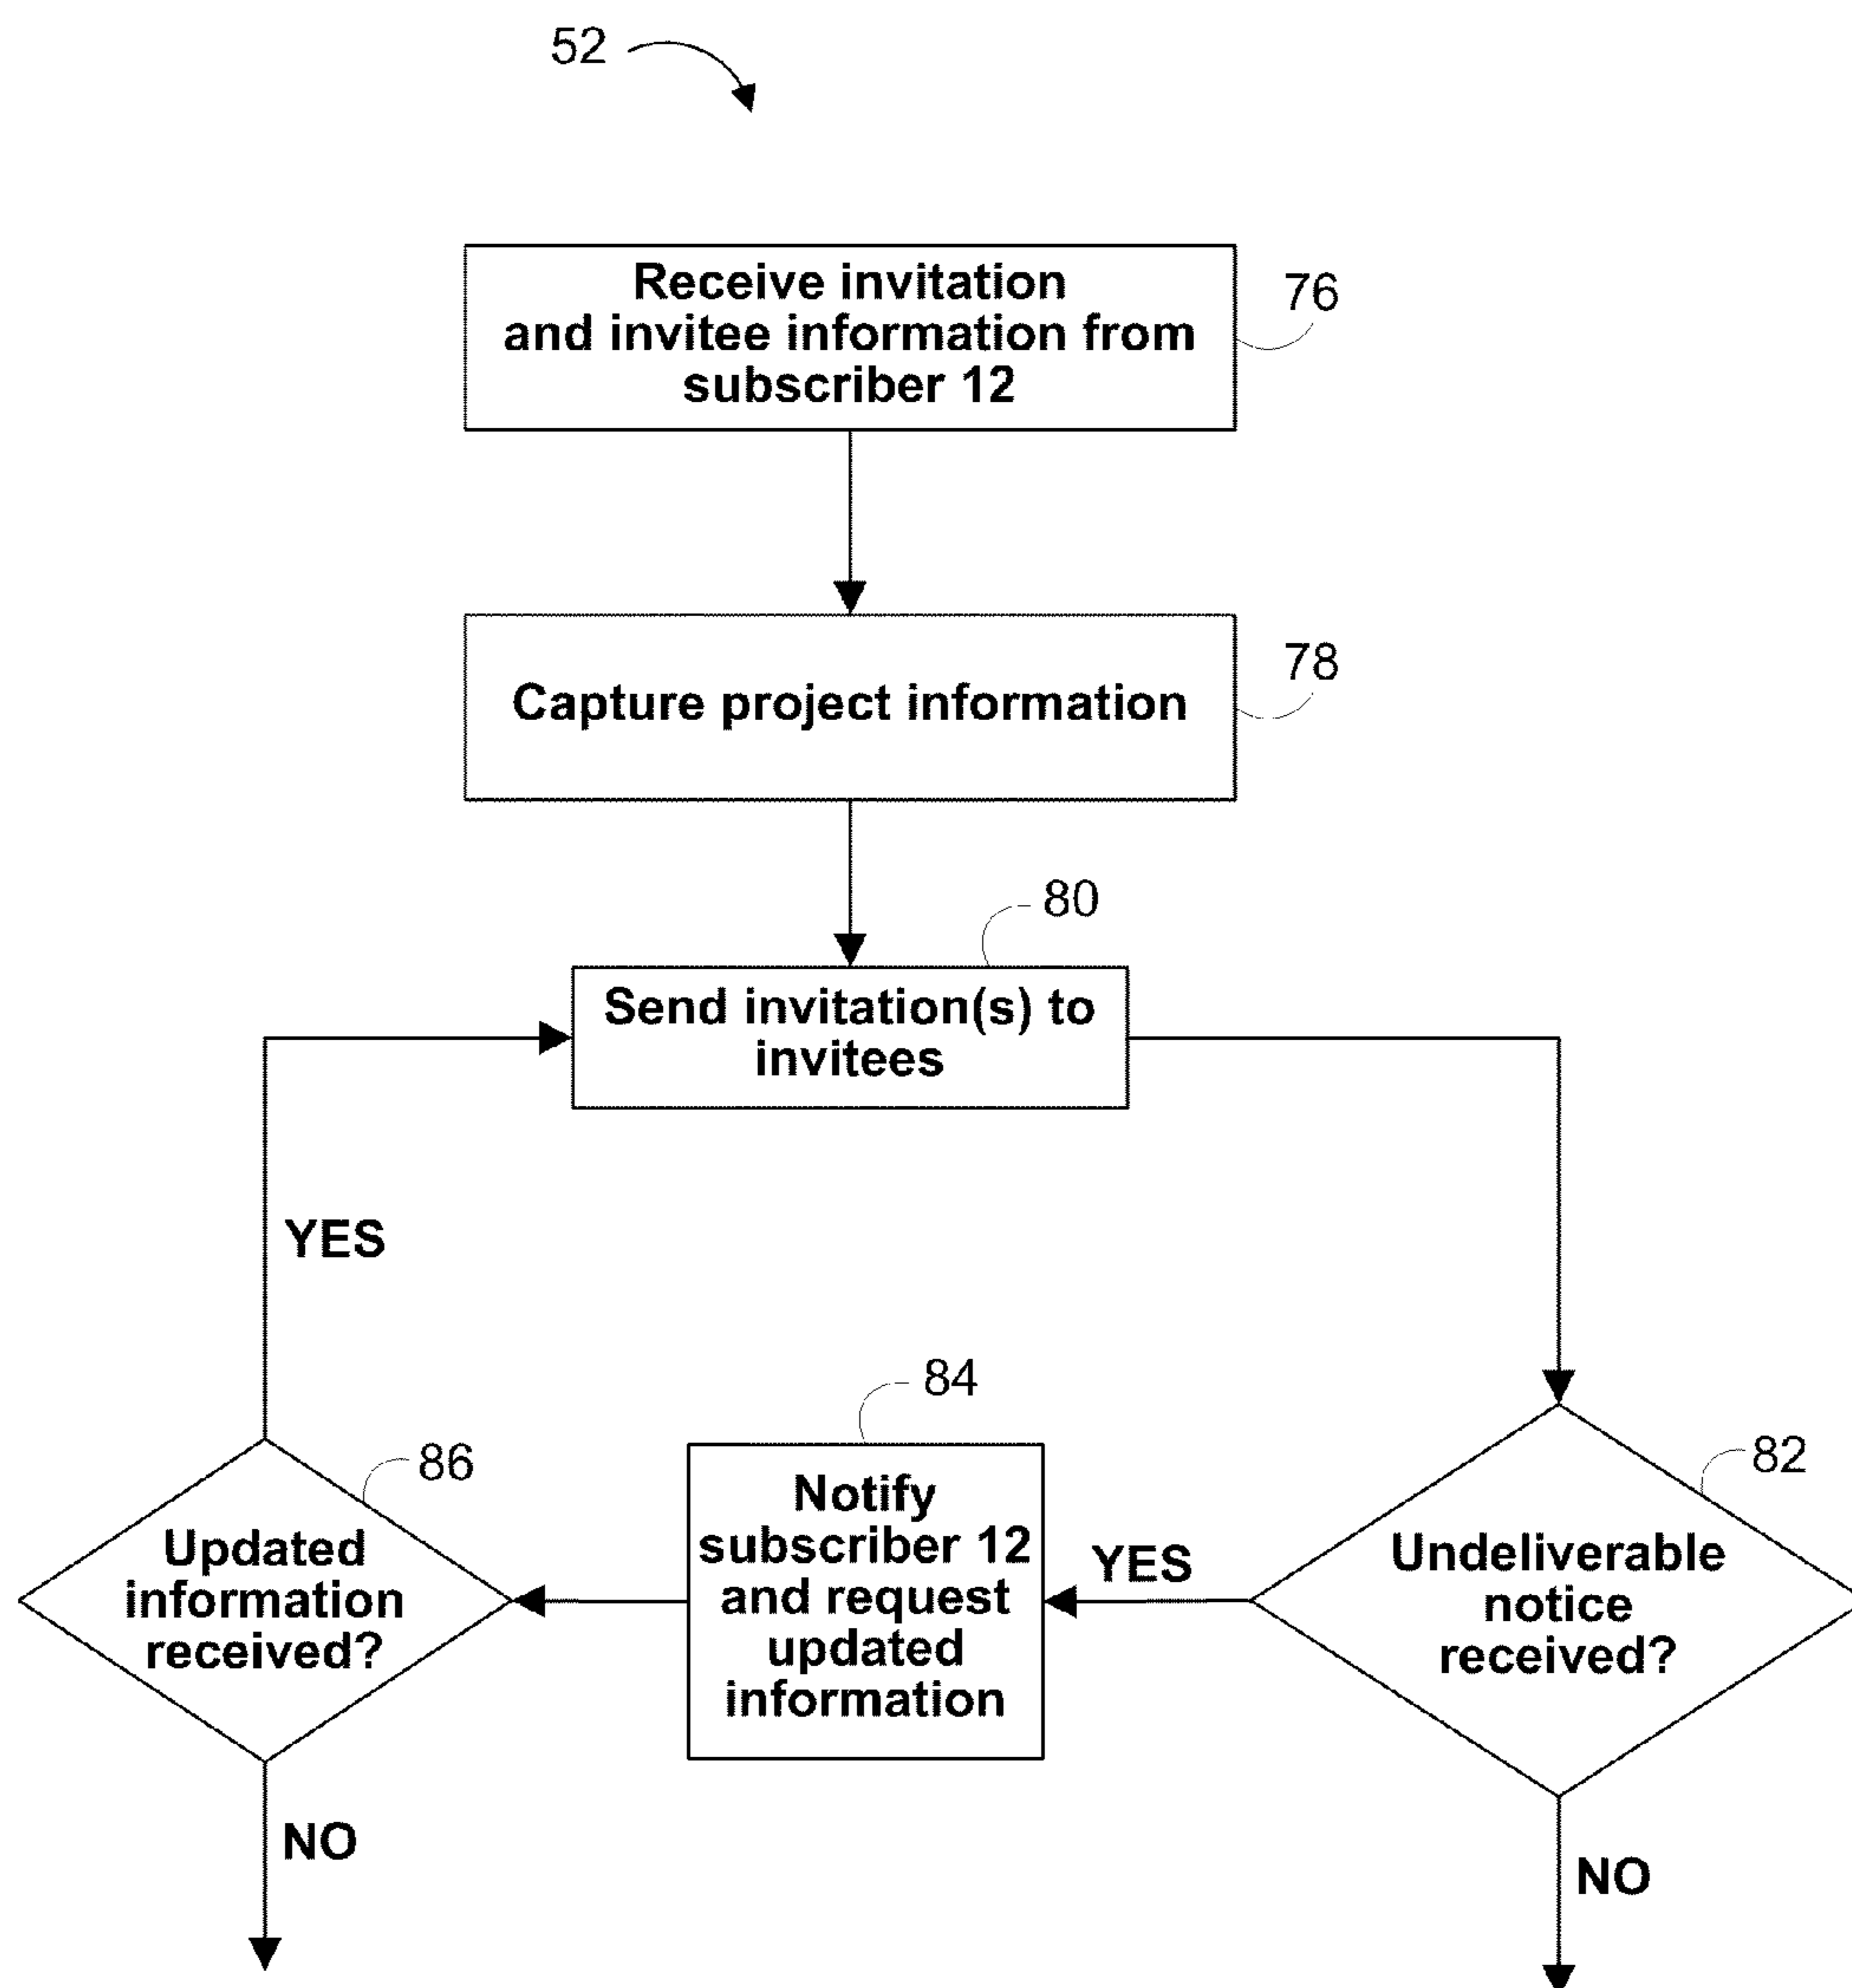 52
Receive invitation
and invitee information from
subscriber 12
76
Capture project information
78
80
Send invitation(s) to
invitees
YES
84
86
82
Notify
subscriber 12
and request
updated
information
YES
Updated
information
received?
Undeliverable
notice
received?
NO
NO